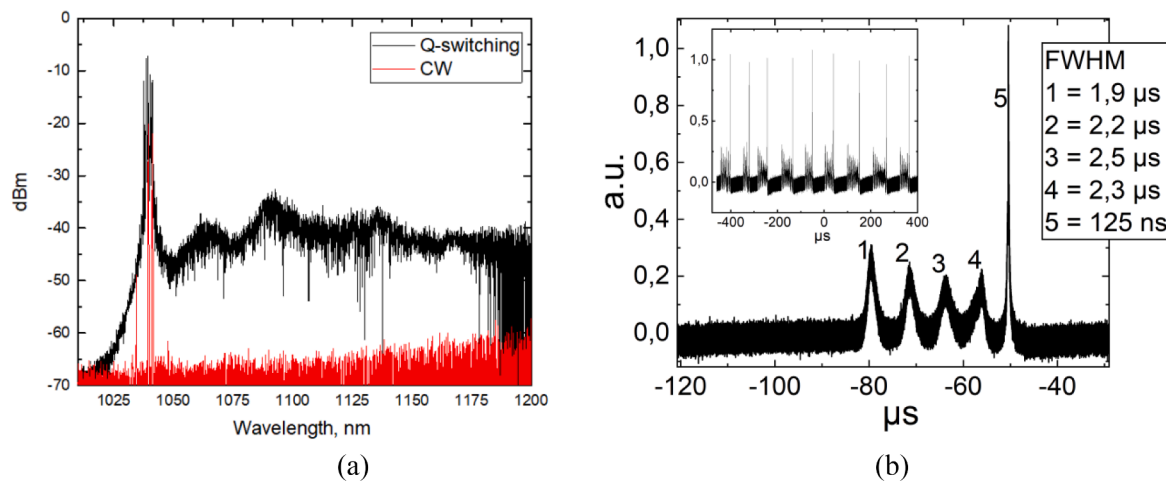 0
-10
-20
-30
-40
-50
-60
-70
dBm
1025
1050
1075
1100
1125
1150
1175
1200
Wavelength, nm
Q-switching
CW
(a)
1,0
0,8
0,6
0,4
0,2
0,0
a.u.
1,0
0,5
0,0
-400
-200
0
200
400
µs
1
2
3
4
5
FWHM
1 = 1,9 µs
2 = 2,2 µs
3 = 2,5 µs
4 = 2,3 µs
5 = 125 ns
-120
-100
-80
-60
-40
µs
(b)